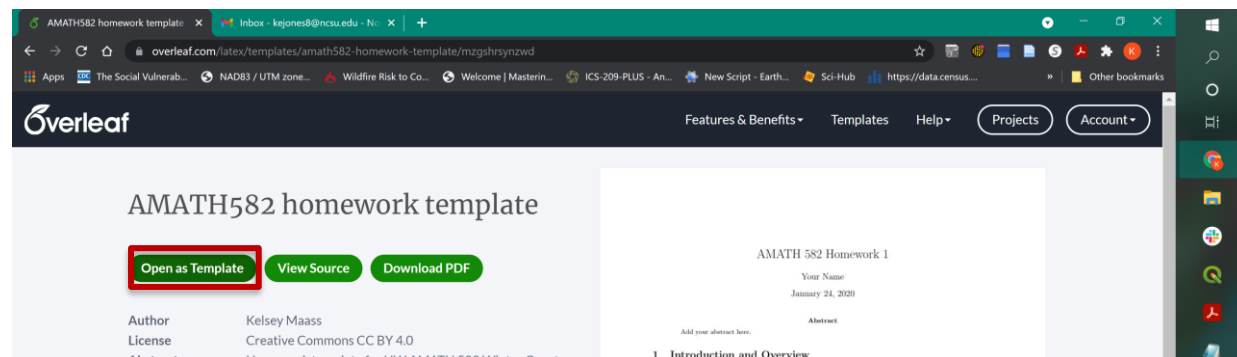 AMATH582 homework template
Inbox - kejones8@ncsu.edu - No
overleaf.com/latex/templates/amath582-homework-template/mzgshrsynzwd
Apps
The Social Vulnerab...
NAD83 / UTM zone...
Wildfire Risk to Co...
Welcome | Masterin...
ICS-209-PLUS - An...
New Script - Earth...
Sci-Hub
https://data.census....
»
Other bookmarks
Overleaf
Features & Benefits
Templates
Help
Projects
Account
AMATH582 homework template
Open as Template
View Source
Download PDF
Author Kelsey Maass
License Creative Commons CC BY 4.0
AMATH 582 Homework 1
Your Name
January 24, 2020
Abstract
Add your abstract here.
1 Introduction and Overview